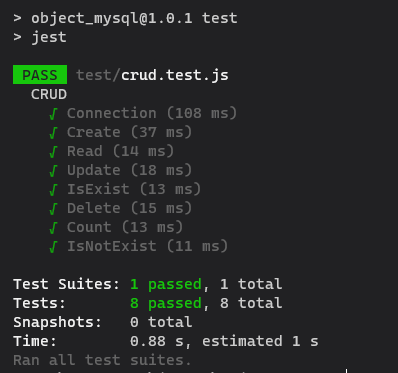 > object_mysql@1.0.1 test
> jest
PASS test/crud.test.js
CRUD
√ Connection (108 ms)
√ Create (37 ms)
√ Read (14 ms)
√ Update (18 ms)
√ IsExist (13 ms)
√ Delete (15 ms)
√ Count (13 ms)
√ IsNotExist (11 ms)
Test Suites: 1 passed, 1 total
Tests: 8 passed, 8 total
Snapshots: 0 total
Time: 0.88 s, estimated 1 s
Ran all test suites.